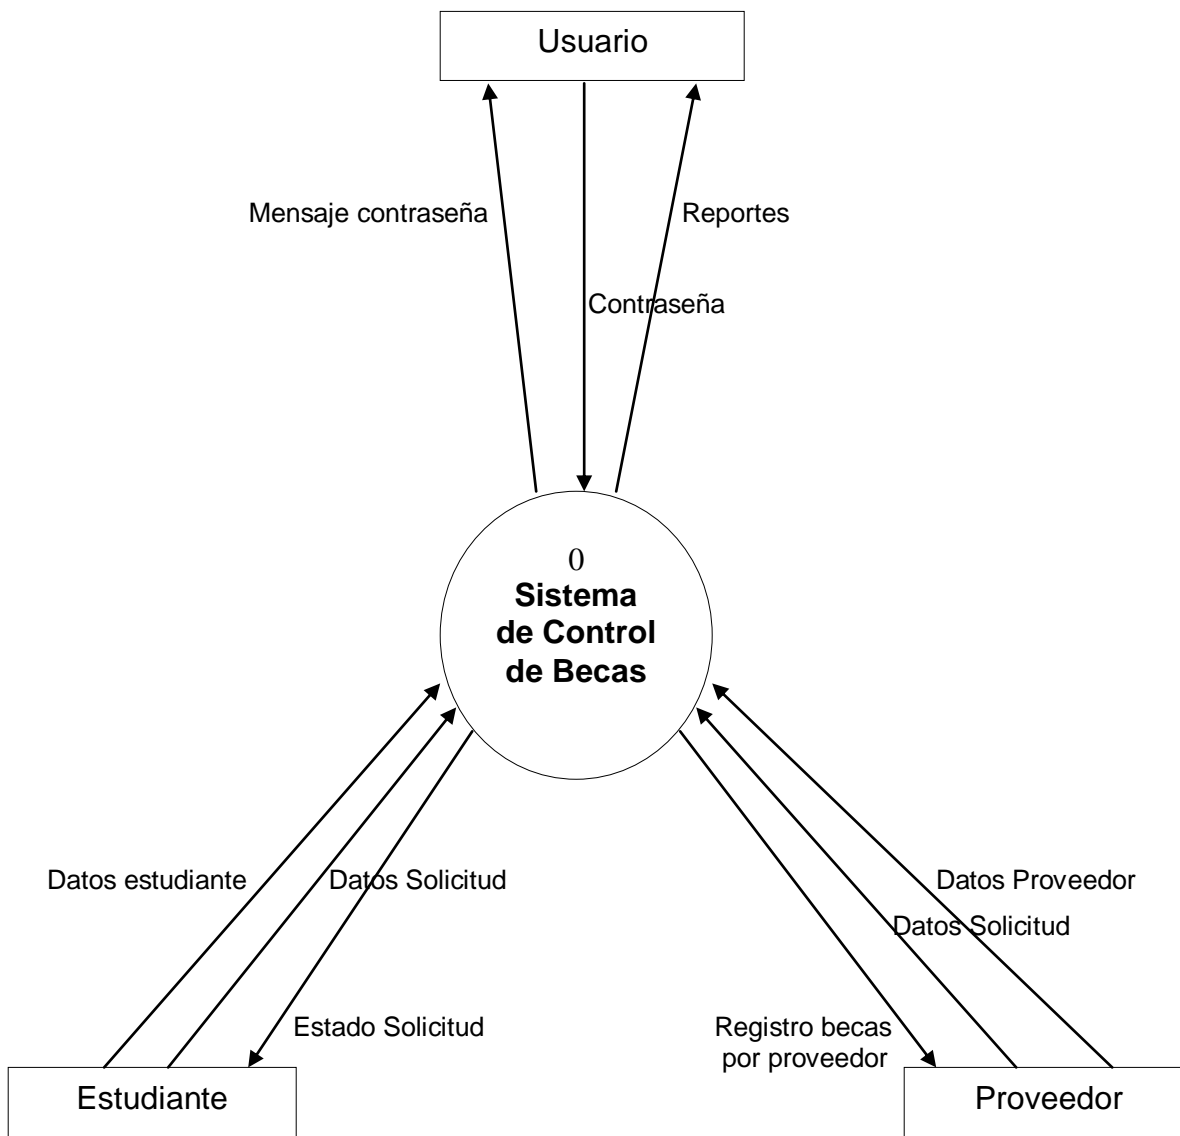 Usuario
Mensaje contraseña
Reportes
Contraseña
0
Sistema
de Control
de Becas
Datos estudiante
Datos Solicitud
Datos Proveedor
Datos Solicitud
Estado Solicitud
Registro becas
por proveedor
Estudiante
Proveedor